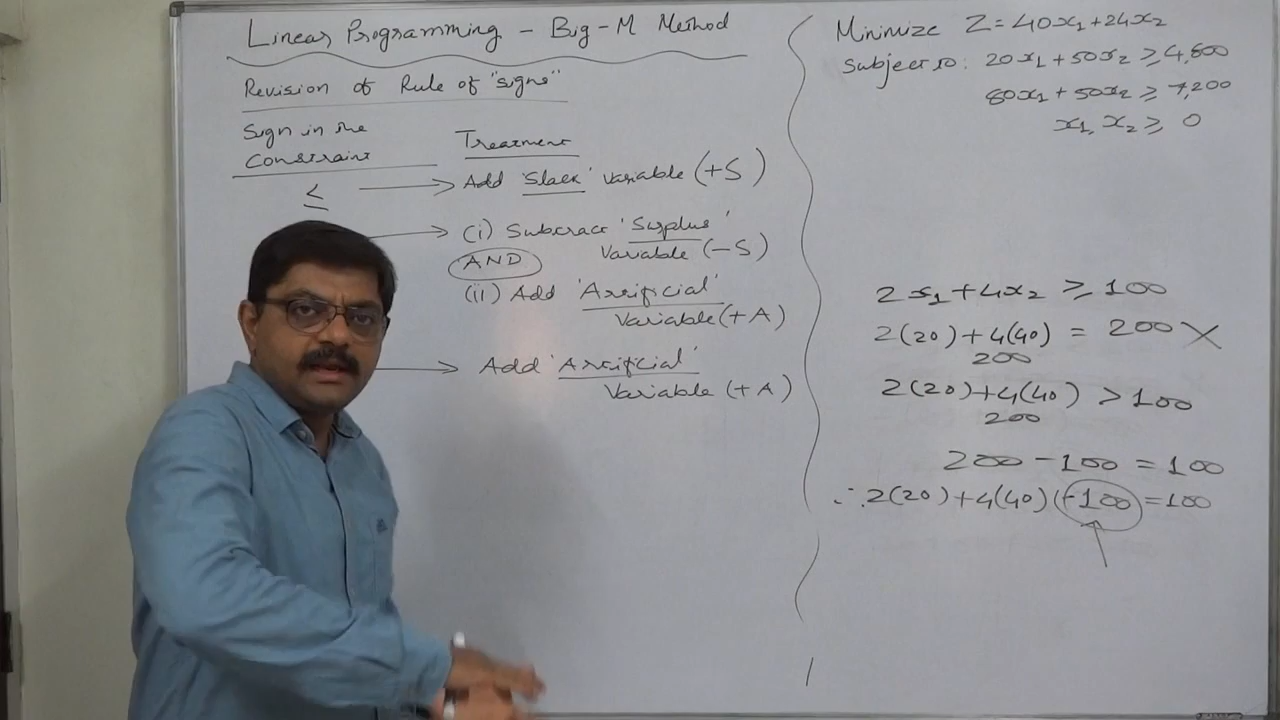 Linear Programming - Big-M Method
Revision of Rule of "signs"
Sign in the
Constraint
Treatment
≤ → Add 'Slack' variable (+S)
→ (i) Subtract 'Surplus'
Variable (-S)
AND
(ii) Add 'Artificial'
Variable (+A)
→ Add 'Artificial'
Variable (+A)
Minimize Z = 40x₁ + 24x₂
Subject to: 20x₁ + 50x₂ ≥ 4,800
80x₁ + 50x₂ ≥ 7,200
x₁, x₂ ≥ 0
2x₁ + 4x₂ ≥ 100
2(20) + 4(40) = 200 X
200
2(20) + 4(40) > 100
200
200 - 100 = 100
∴ 2(20) + 4(40) (-100) = 100